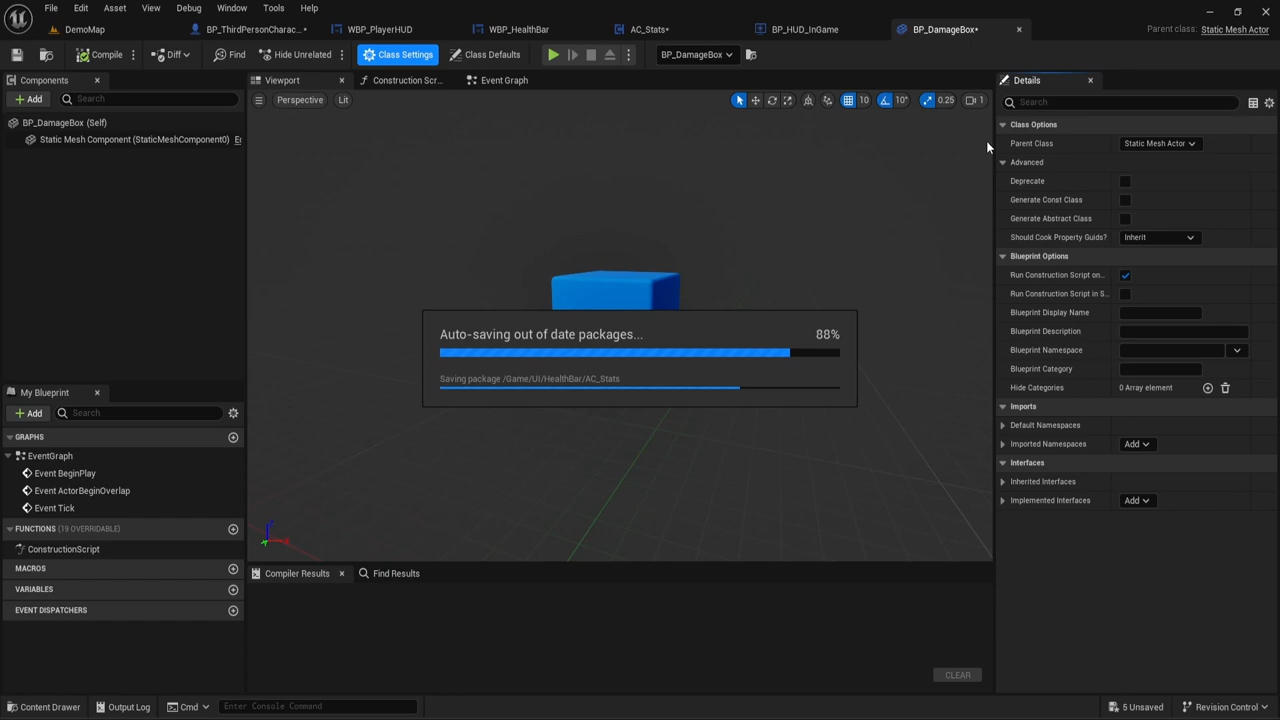 File Edit Asset View Debug Window Tools Help
DemoMap BP_ThirdPersonCharac...• WBP_PlayerHUD WBP_HealthBar AC_Stats• BP_HUD_InGame BP_DamageBox• Parent class: Static Mesh Actor
Compile Diff Find Hide Unrelated Class Settings Class Defaults BP_DamageBox
Components Viewport Construction Scr... Event Graph Details
Add Search Perspective Lit 10 10° 0.25 1 Search
BP_DamageBox (Self)
Static Mesh Component (StaticMeshComponent0)
Class Options
Parent Class Static Mesh Actor
Advanced
Deprecate
Generate Const Class
Generate Abstract Class
Should Cook Property Guids? Inherit
Blueprint Options
Run Construction Script on...
Run Construction Script in S...
Blueprint Display Name
Blueprint Description
Blueprint Namespace
Blueprint Category
Hide Categories 0 Array element
Imports
Default Namespaces
Imported Namespaces Add
Interfaces
Inherited Interfaces
Implemented Interfaces Add
Auto-saving out of date packages... 88%
Saving package /Game/UI/HealthBar/AC_Stats
My Blueprint
Add Search
GRAPHS
EventGraph
Event BeginPlay
Event ActorBeginOverlap
Event Tick
FUNCTIONS (19 OVERRIDABLE)
ConstructionScript
MACROS
VARIABLES
EVENT DISPATCHERS
Compiler Results Find Results
CLEAR
Content Drawer Output Log Cmd Enter Console Command 5 Unsaved Revision Control